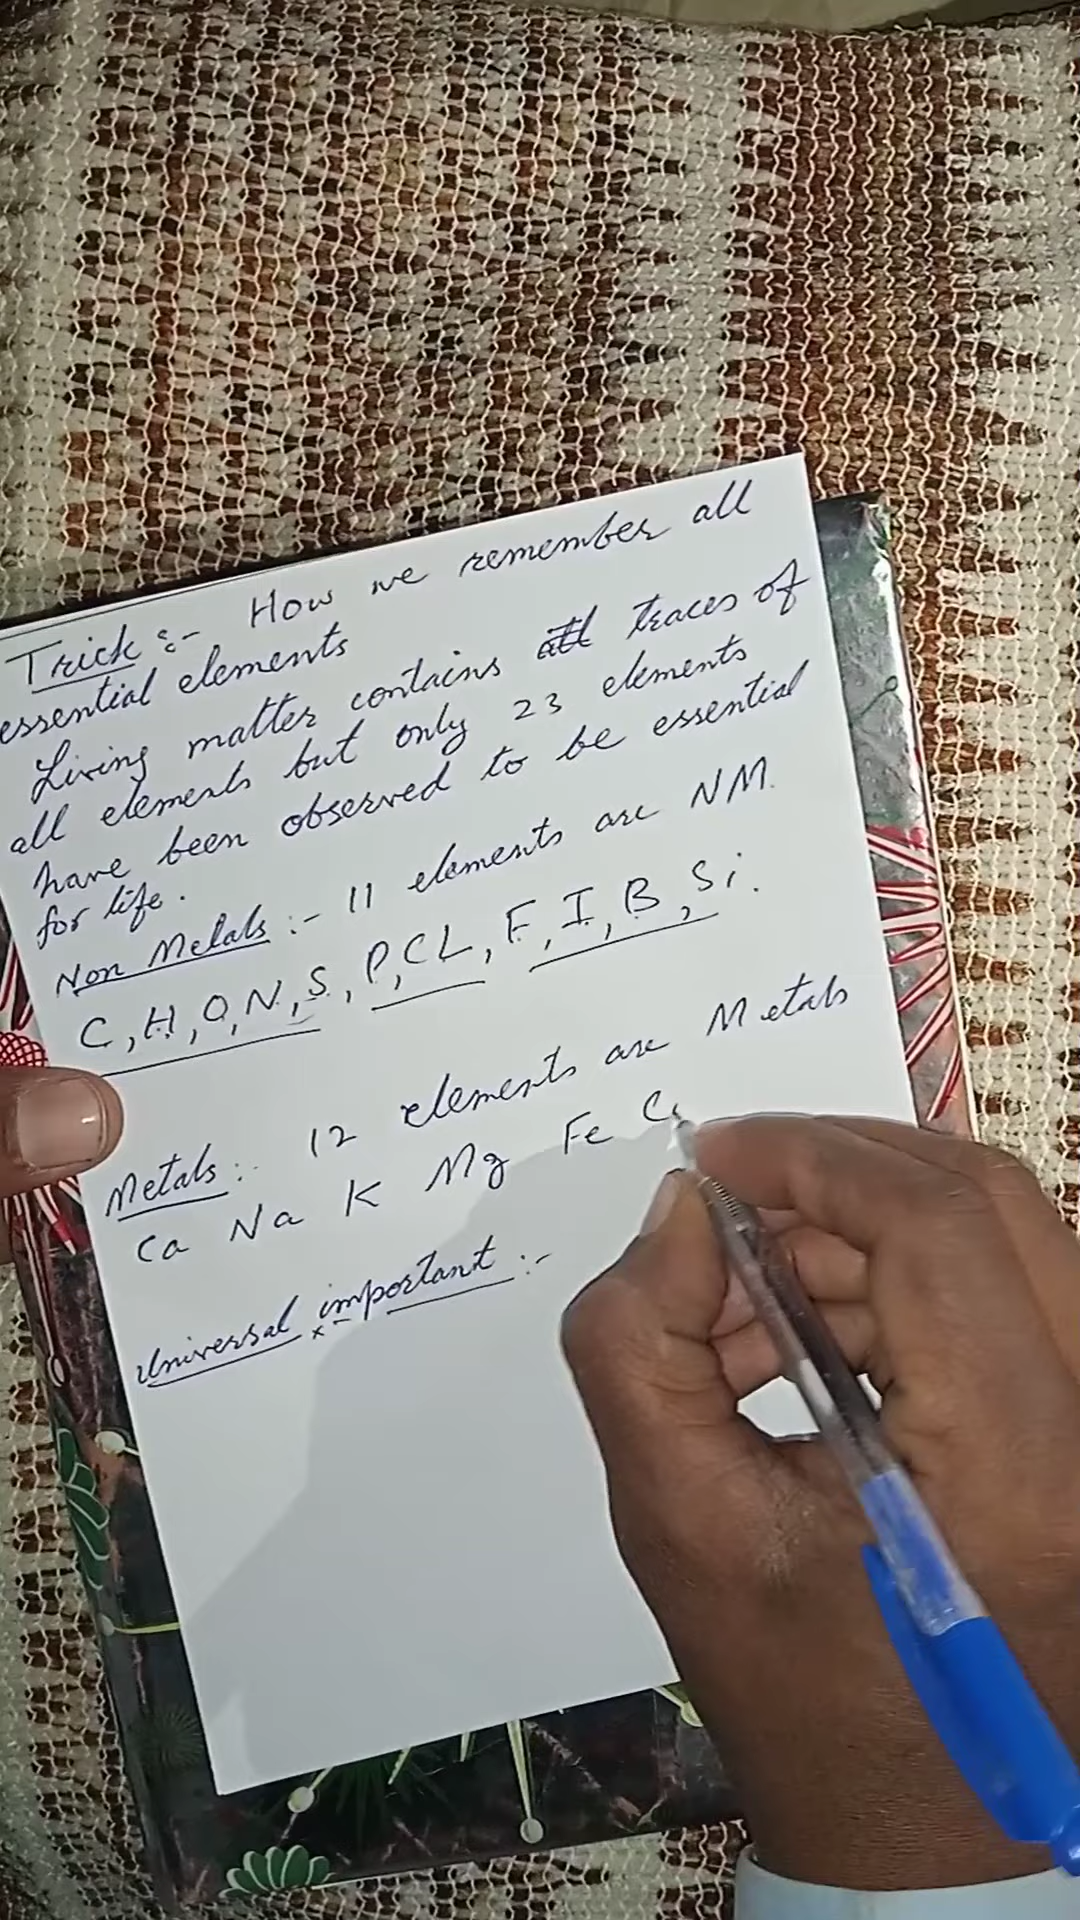 Trick :- How we remember all
essential elements
Living matter contains all traces of
all elements but only 23 elements
have been observed to be essential
for life.
Non Metals :- 11 elements are NM.
C, H, O, N, S, P, CL, F, I, B, Si.
Metals :- 12 elements are Metals
Ca Na K Mg Fe
Universal important :-